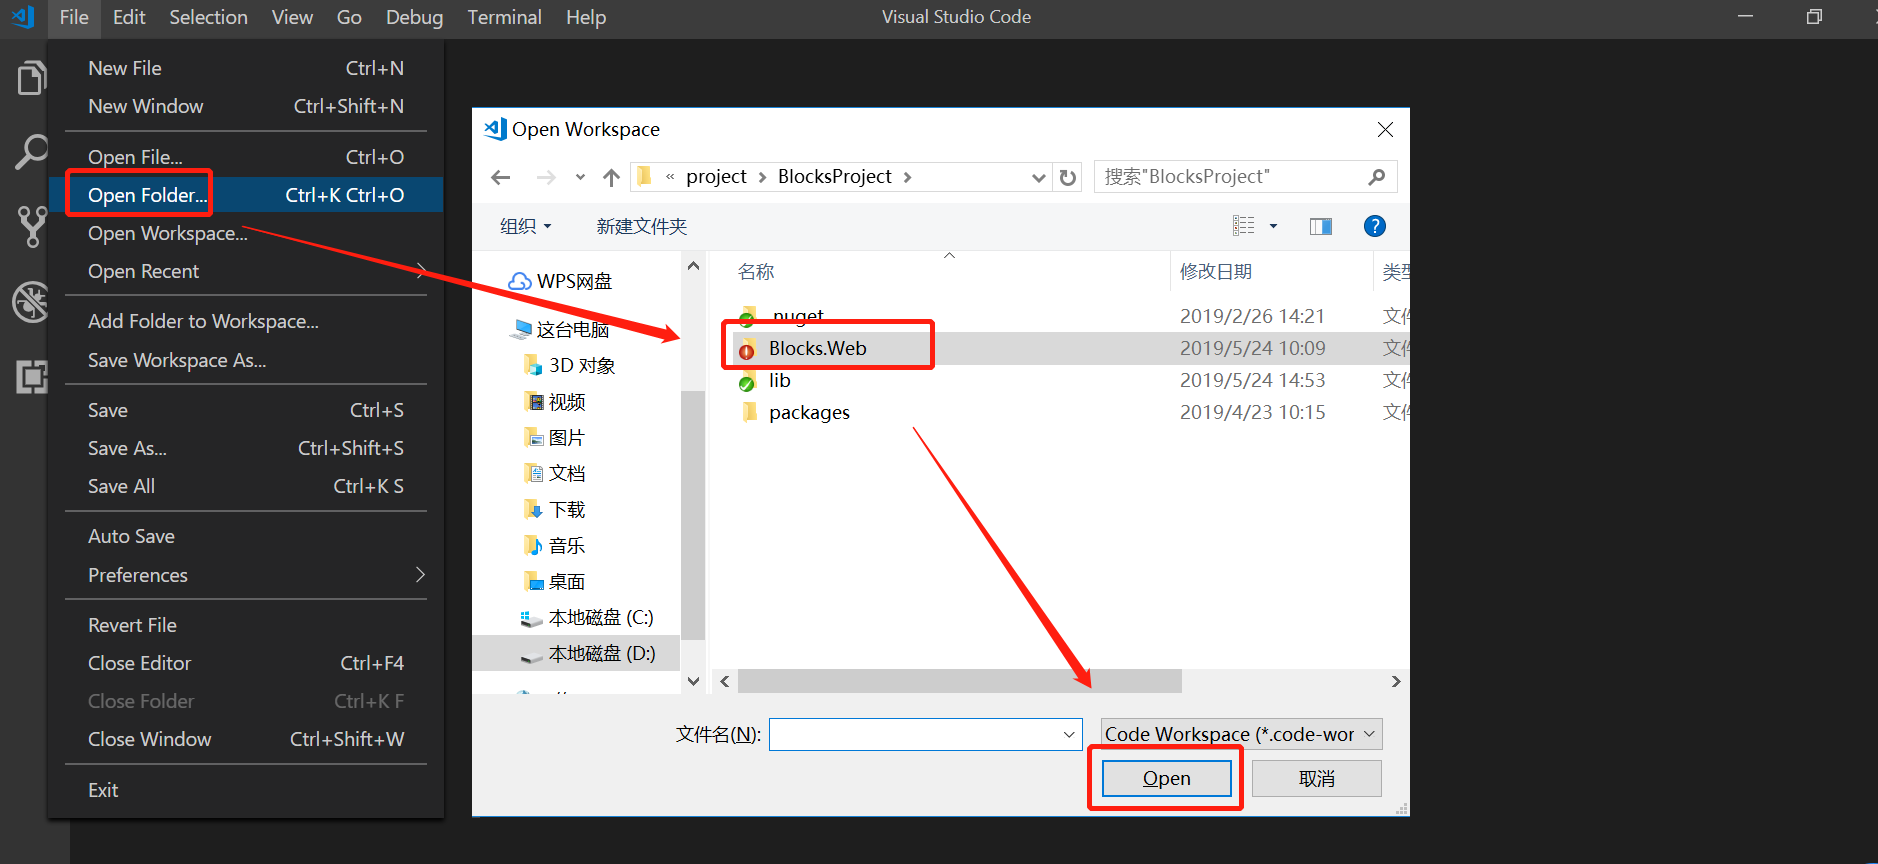 File Edit Selection View Go Debug Terminal Help Visual Studio Code
New File Ctrl+N
New Window Ctrl+Shift+N
Open File... Ctrl+O
Open Folder... Ctrl+K Ctrl+O
Open Workspace...
Open Recent
Add Folder to Workspace...
Save Workspace As...
Save Ctrl+S
Save As... Ctrl+Shift+S
Save All Ctrl+K S
Auto Save
Preferences
Revert File
Close Editor Ctrl+F4
Close Folder Ctrl+K F
Close Window Ctrl+Shift+W
Exit
Open Workspace
« project > BlocksProject >
搜索"BlocksProject"
组织 新建文件夹
WPS网盘
这台电脑
3D 对象
视频
图片
文档
下载
音乐
桌面
本地磁盘 (C:)
本地磁盘 (D:)
名称 修改日期 类型
.nuget 2019/2/26 14:21 文件
Blocks.Web 2019/5/24 10:09 文件
lib 2019/5/24 14:53 文件
packages 2019/4/23 10:15 文件
文件名(N): Code Workspace (*.code-wor
Open 取消